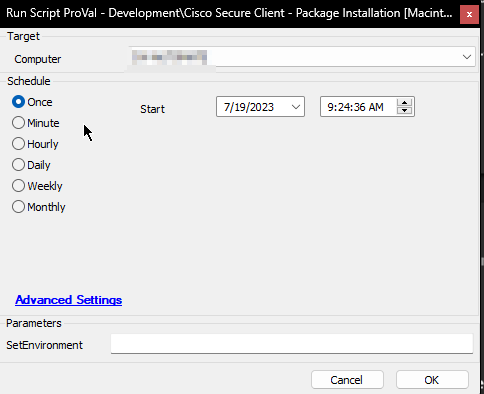 Run Script ProVal - Development\Cisco Secure Client - Package Installation [Macint... x
Target
Computer
Schedule
Once
Minute
Hourly
Daily
Weekly
Monthly
Start 7/19/2023 9:24:36 AM
Advanced Settings
Parameters
SetEnvironment
Cancel OK